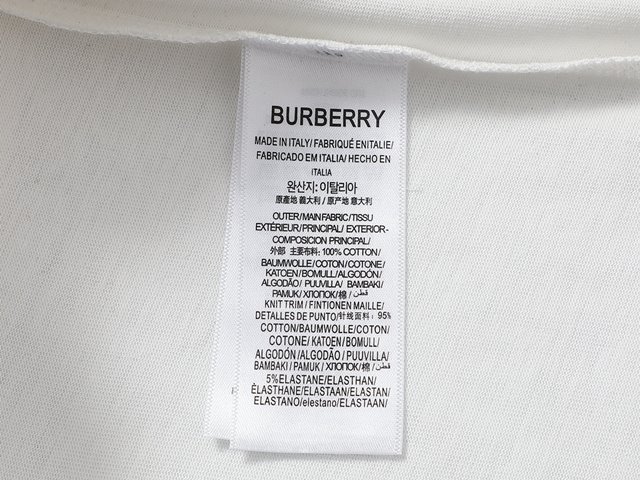 BURBERRY
MADE IN ITALY/ FABRIQUÉ ENITALIE/
FABRICADO EM ITALIA/ HECHO EN
ITALIA
완산지: 이탈리아
原產地 義大利 / 原产地 意大利
OUTER/MAIN FABRIC/TISSU
EXTÉRIEUR/PRINCIPAL/ EXTERIOR-
COMPOSICION PRINCIPAL/
外部 主要布料: 100% COTTON/
BAUMWOLLE/COTON/COTONE/
KATOEN/BOMULL/ALGODÓN/
ALGODÃO/ PUUVILLA/ BAMBAKI/
PAMUK/ ХЛОПОК/棉 / قطن/
KNIT TRIM / FINTIONEN MAILLE/
DETALLES DE PUNTO/针线面料: 95%
COTTON/BAUMWOLLE/COTON/
COTONE/ KATOEN/ BOMULL/
ALGODÓN /ALGODÃO / PUUVILLA/
BAMBAKI / PAMUK / ХЛОПОК/棉/ قطن/
5%ELASTANE/ELASTHAN/
ÉLASTHANE/ELASTAAN/ELASTAN/
ELASTANO/elestano/ELASTAAN/